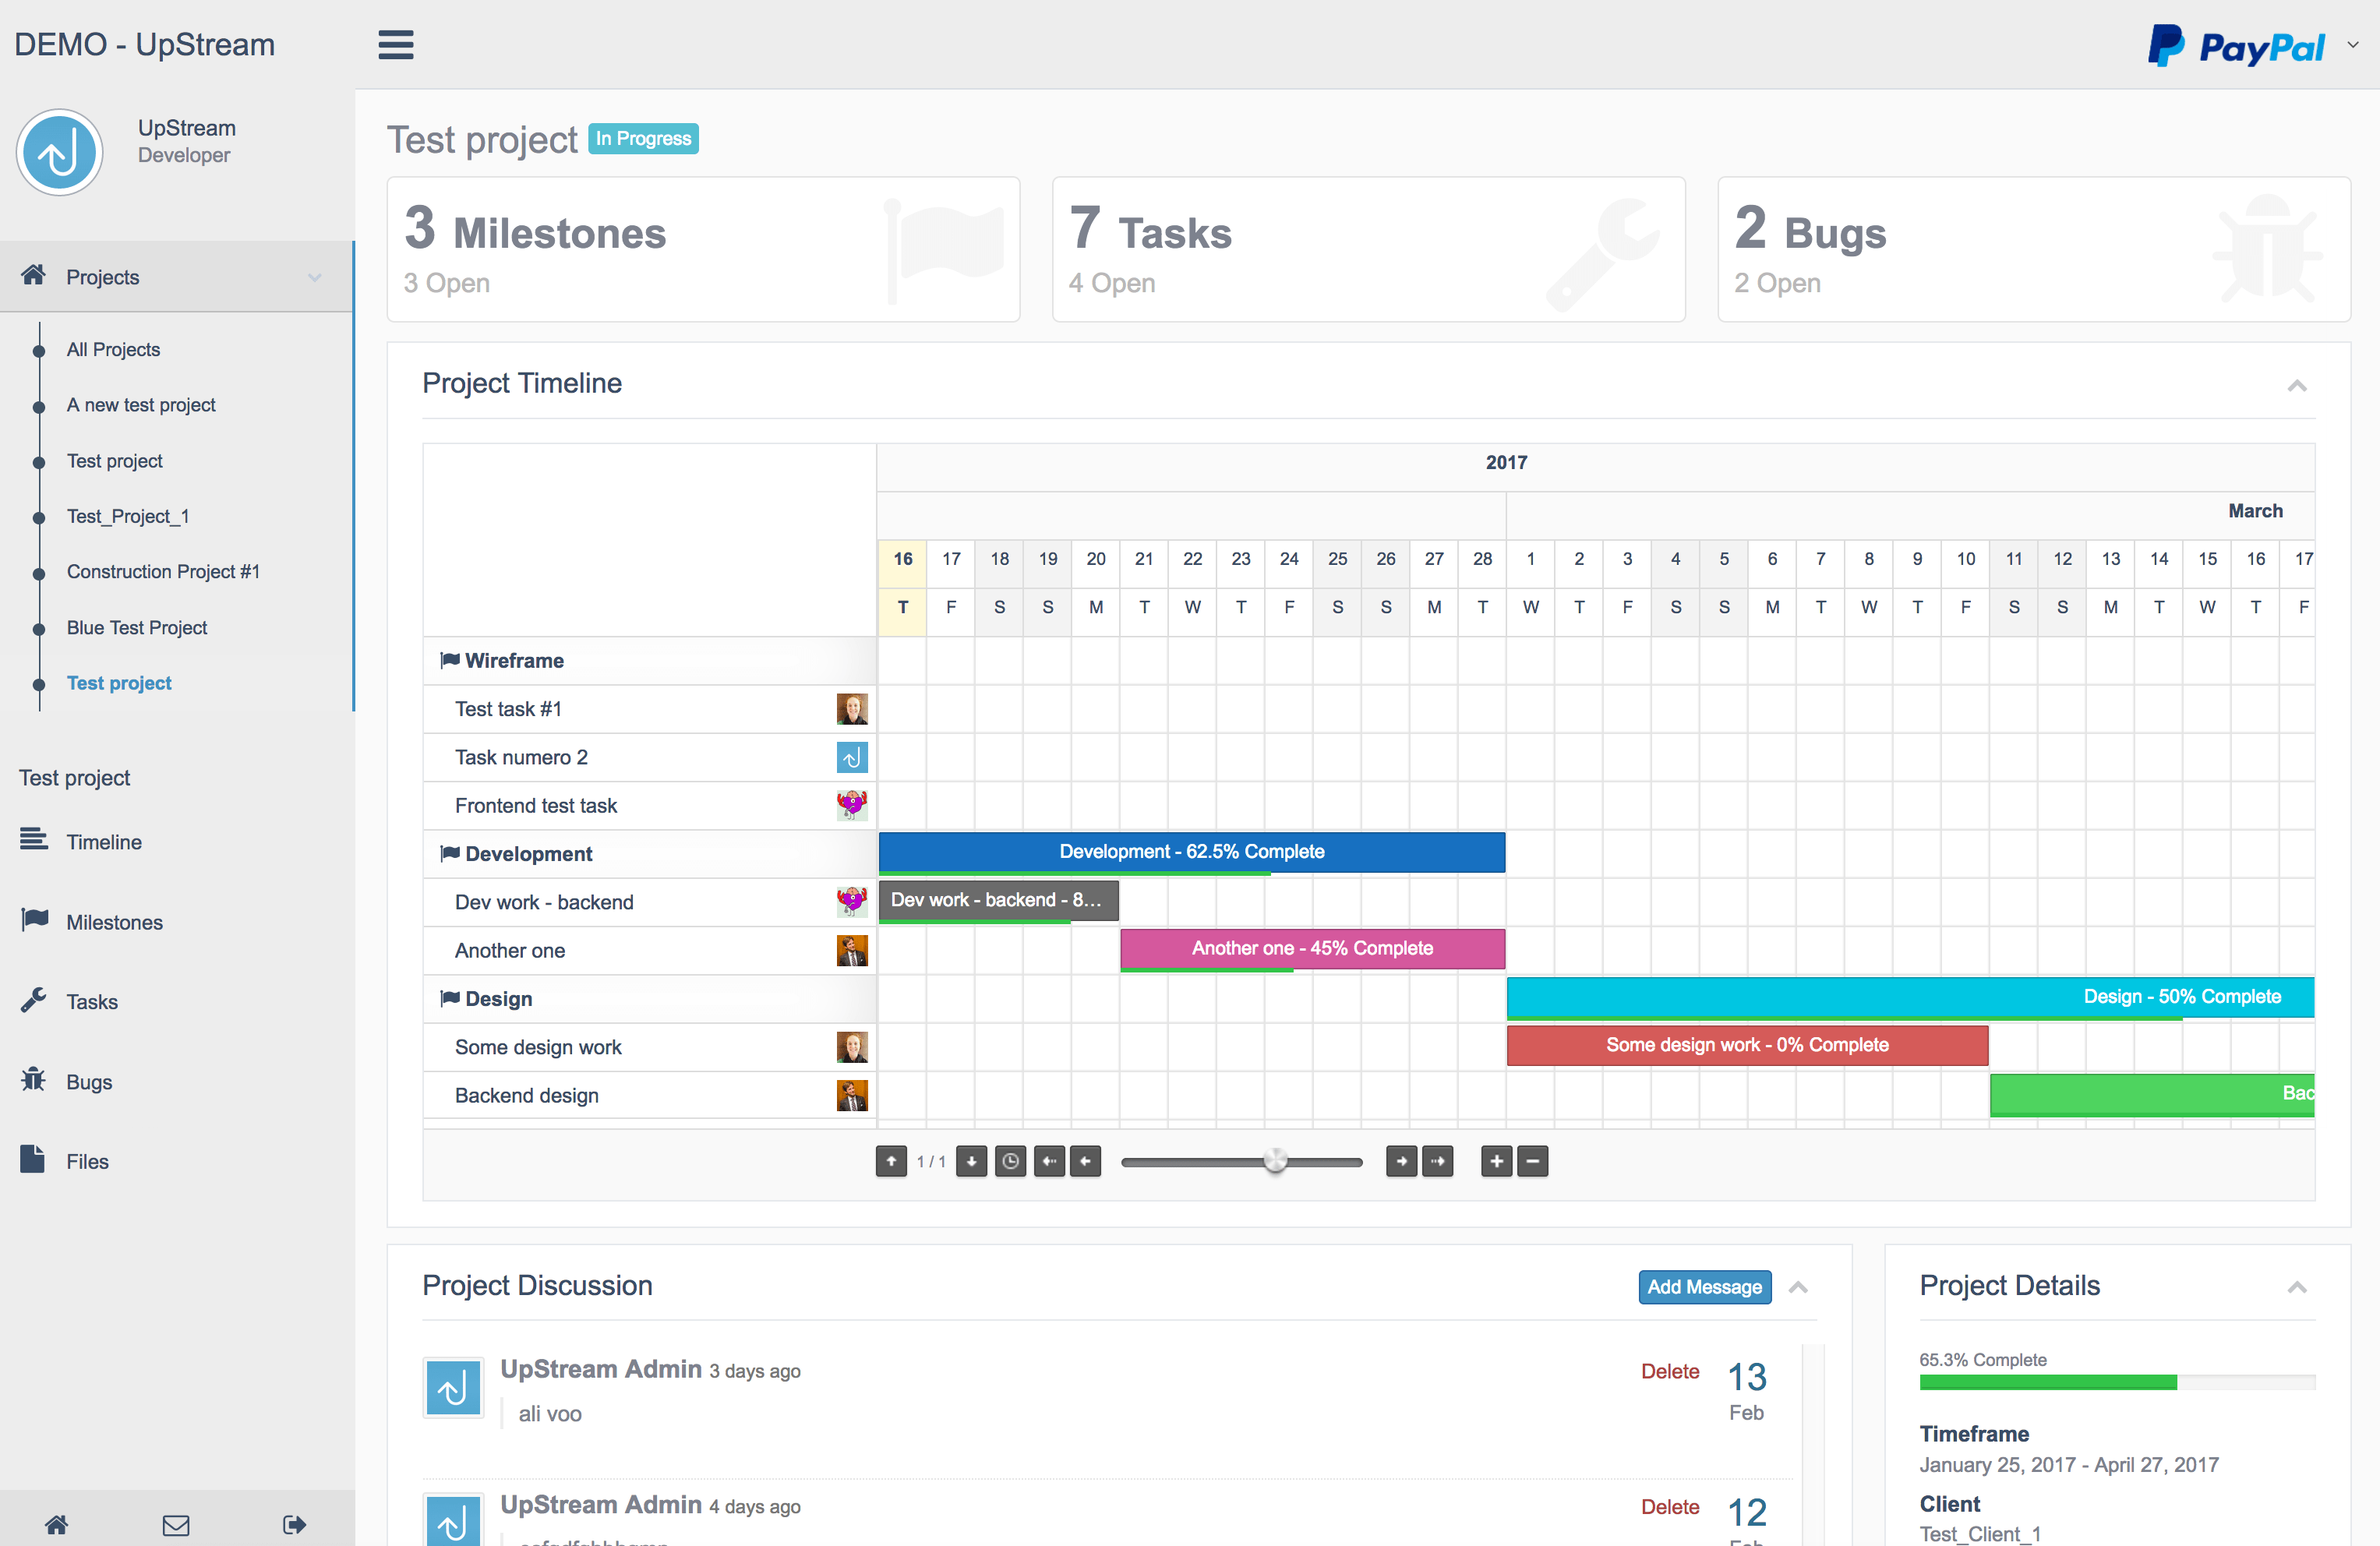 DEMO - UpStream
PayPal
UpStream
Developer
Projects
All Projects
A new test project
Test project
Test_Project_1
Construction Project #1
Blue Test Project
Test project
Test project
Timeline
Milestones
Tasks
Bugs
Files
Test project In Progress
3 Milestones
3 Open
7 Tasks
4 Open
2 Bugs
2 Open
Project Timeline
2017
March
16 17 18 19 20 21 22 23 24 25 26 27 28 1 2 3 4 5 6 7 8 9 10 11 12 13 14 15 16 17
T F S S M T W T F S S M T W T F S S M T W T F S S M T W T F
Wireframe
Test task #1
Task numero 2
Frontend test task
Development Development - 62.5% Complete
Dev work - backend Dev work - backend - 8...
Another one Another one - 45% Complete
Design Design - 50% Complete
Some design work Some design work - 0% Complete
Backend design Bac
1 / 1
Project Discussion Add Message
UpStream Admin 3 days ago Delete 13
ali voo Feb
UpStream Admin 4 days ago Delete 12
Project Details
65.3% Complete
Timeframe
January 25, 2017 - April 27, 2017
Client
Test_Client_1